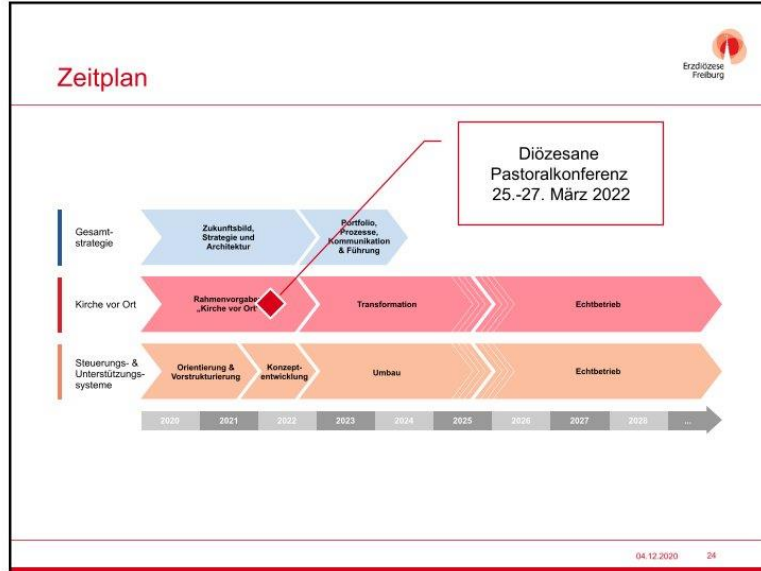 Zeitplan
Erzdiözese
Freiburg
Diözesane
Pastoralkonferenz
25.-27. März 2022
Gesamt-
strategie
Zukunftsbild,
Strategie und
Architektur
Portfolio,
Prozesse,
Kommunikation
& Führung
Kirche vor Ort
Rahmenvorgabe
„Kirche vor Ort
Transformation
Echtbetrieb
Steuerungs- &
Unterstützungs-
systeme
Orientierung &
Vorstrukturierung
Konzept-
entwicklung
Umbau
Echtbetrieb
2020 2021 2022 2023 2024 2025 2026 2027 2028 ...
04.12.2020 24